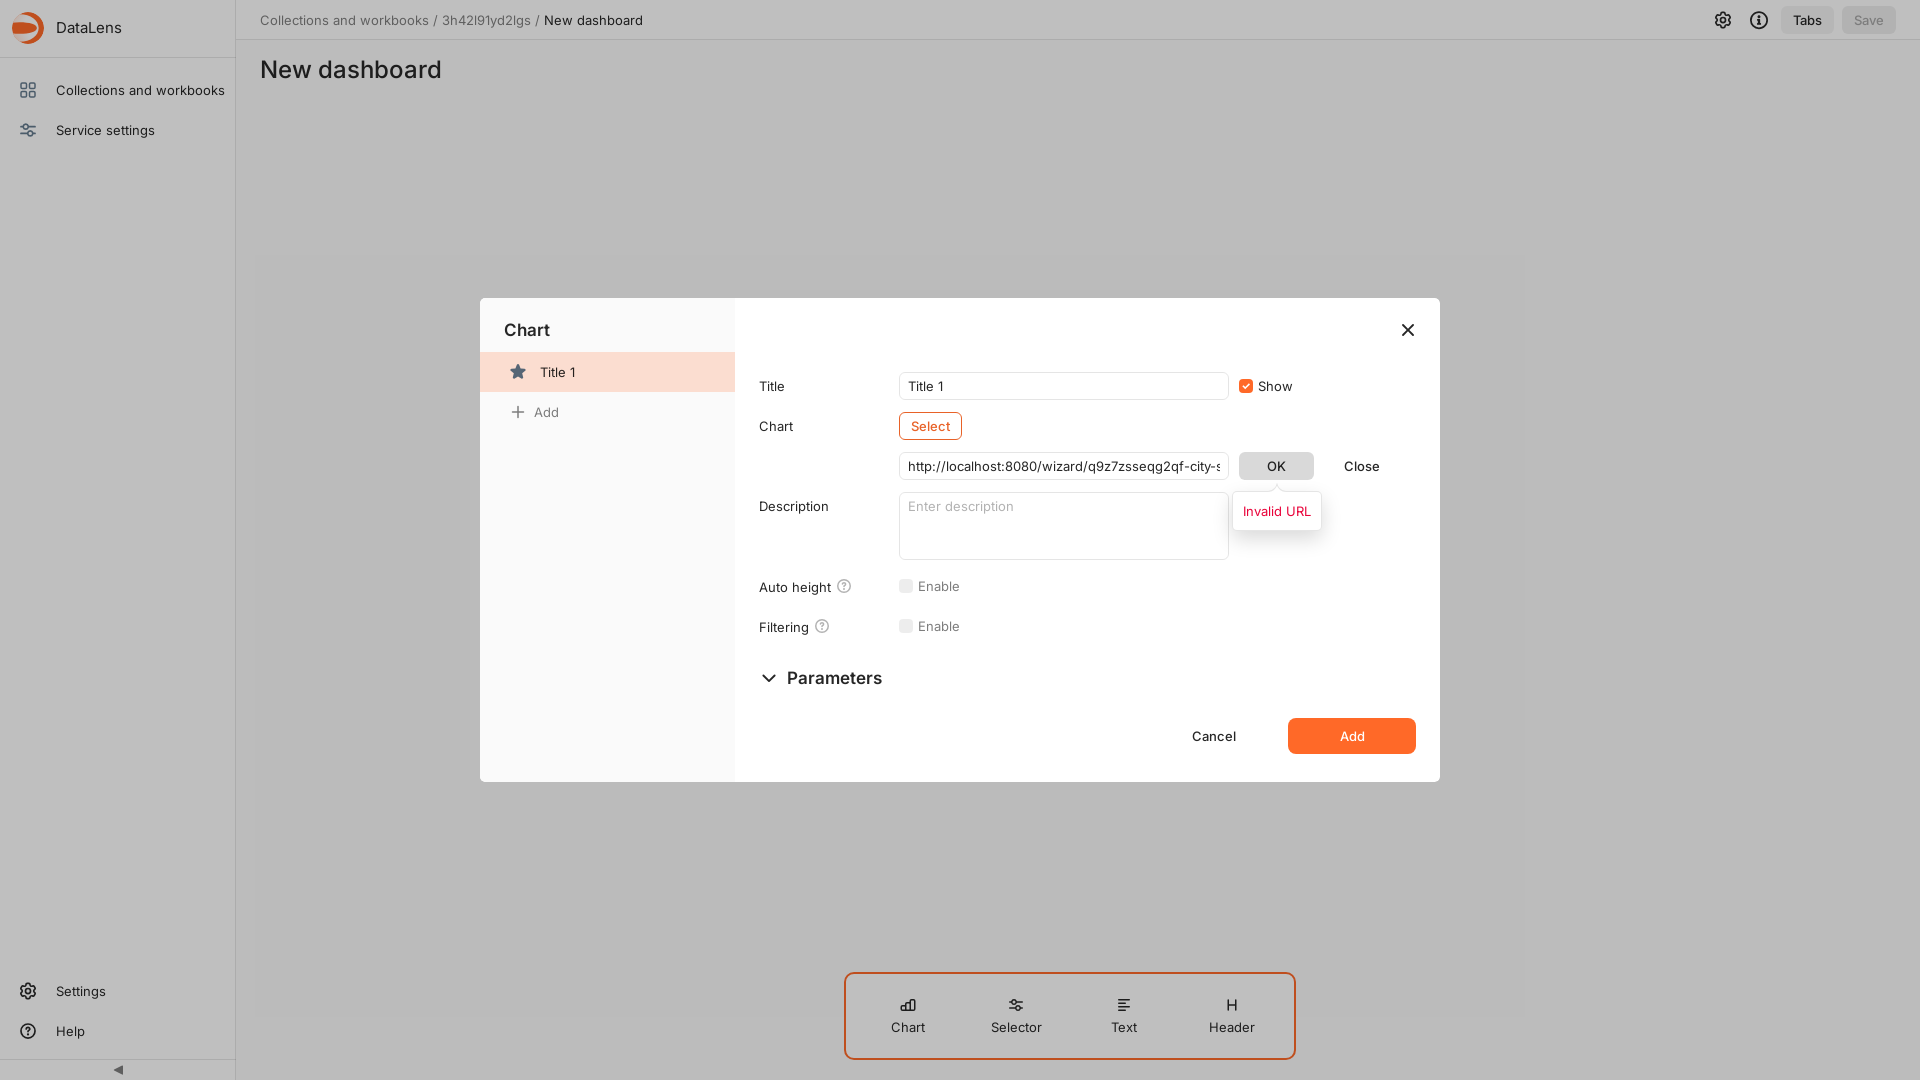 DataLens
Collections and workbooks / 3h42l91yd2lgs / New dashboard
Tabs
Save
Collections and workbooks
Service settings
New dashboard
Chart
Title 1
Add
Title
Title 1
Show
Chart
Select
http://localhost:8080/wizard/q9z7zsseqg2qf-city-s
OK
Close
Description
Enter description
Invalid URL
Auto height
Enable
Filtering
Enable
Parameters
Cancel
Add
Settings
Help
Chart
Selector
Text
Header